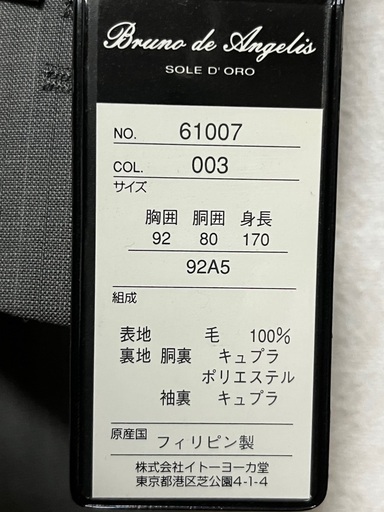 Bruno de Angelis
SOLE D'ORO
NO. 61007
COL. 003
サイズ
胸囲 胴囲 身長
92 80 170
92A5
組成
表地 毛 100%
裏地 胴裏 キュプラ
ポリエステル
袖裏 キュプラ
原産国 フィリピン製
株式会社イトーヨーカ堂
東京都港区芝公園4-1-4